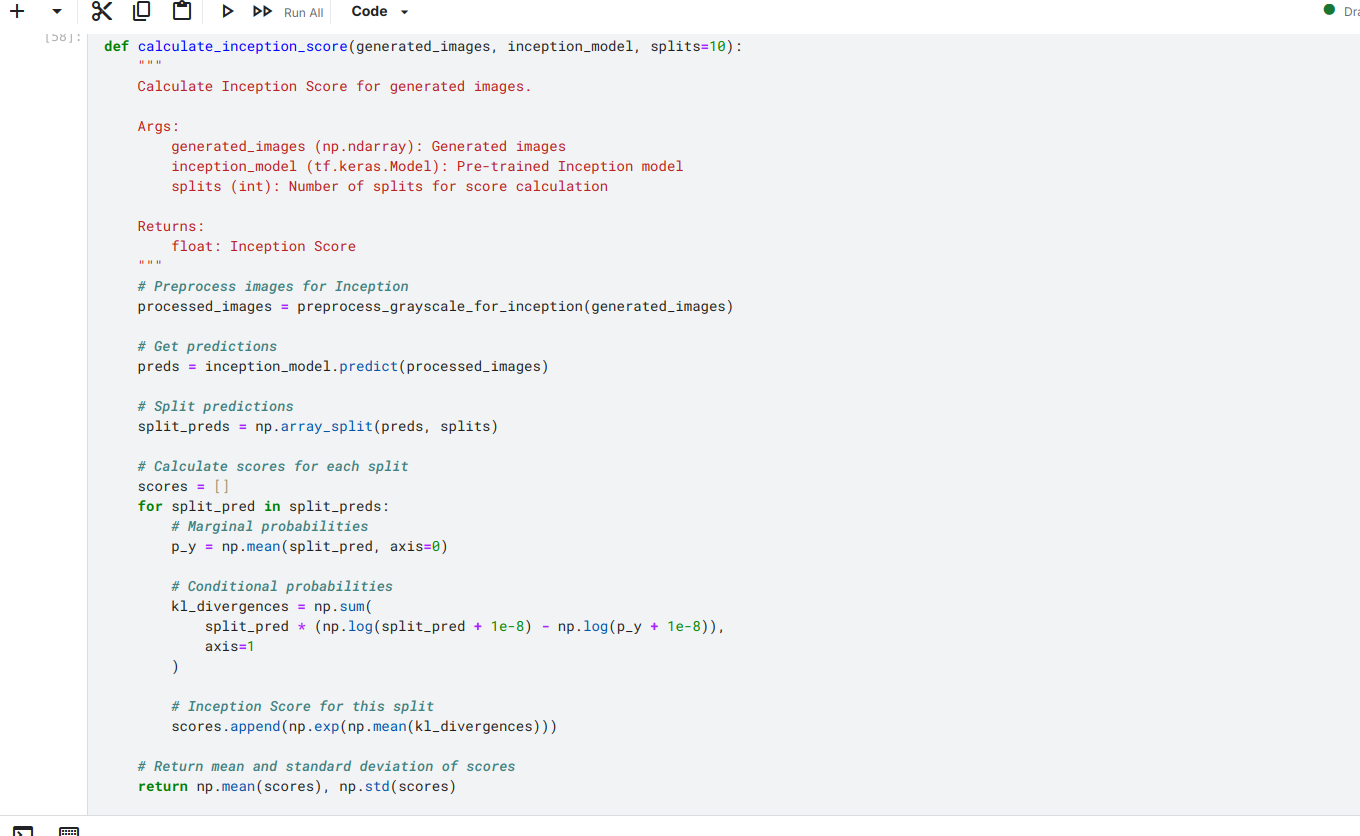 Run All Code Dra
[58]:
def calculate_inception_score(generated_images, inception_model, splits=10):
    """
    Calculate Inception Score for generated images.

    Args:
        generated_images (np.ndarray): Generated images
        inception_model (tf.keras.Model): Pre-trained Inception model
        splits (int): Number of splits for score calculation

    Returns:
        float: Inception Score
    """
    # Preprocess images for Inception
    processed_images = preprocess_grayscale_for_inception(generated_images)

    # Get predictions
    preds = inception_model.predict(processed_images)

    # Split predictions
    split_preds = np.array_split(preds, splits)

    # Calculate scores for each split
    scores = []
    for split_pred in split_preds:
        # Marginal probabilities
        p_y = np.mean(split_pred, axis=0)

        # Conditional probabilities
        kl_divergences = np.sum(
            split_pred * (np.log(split_pred + 1e-8) - np.log(p_y + 1e-8)),
            axis=1
        )

        # Inception Score for this split
        scores.append(np.exp(np.mean(kl_divergences)))

    # Return mean and standard deviation of scores
    return np.mean(scores), np.std(scores)